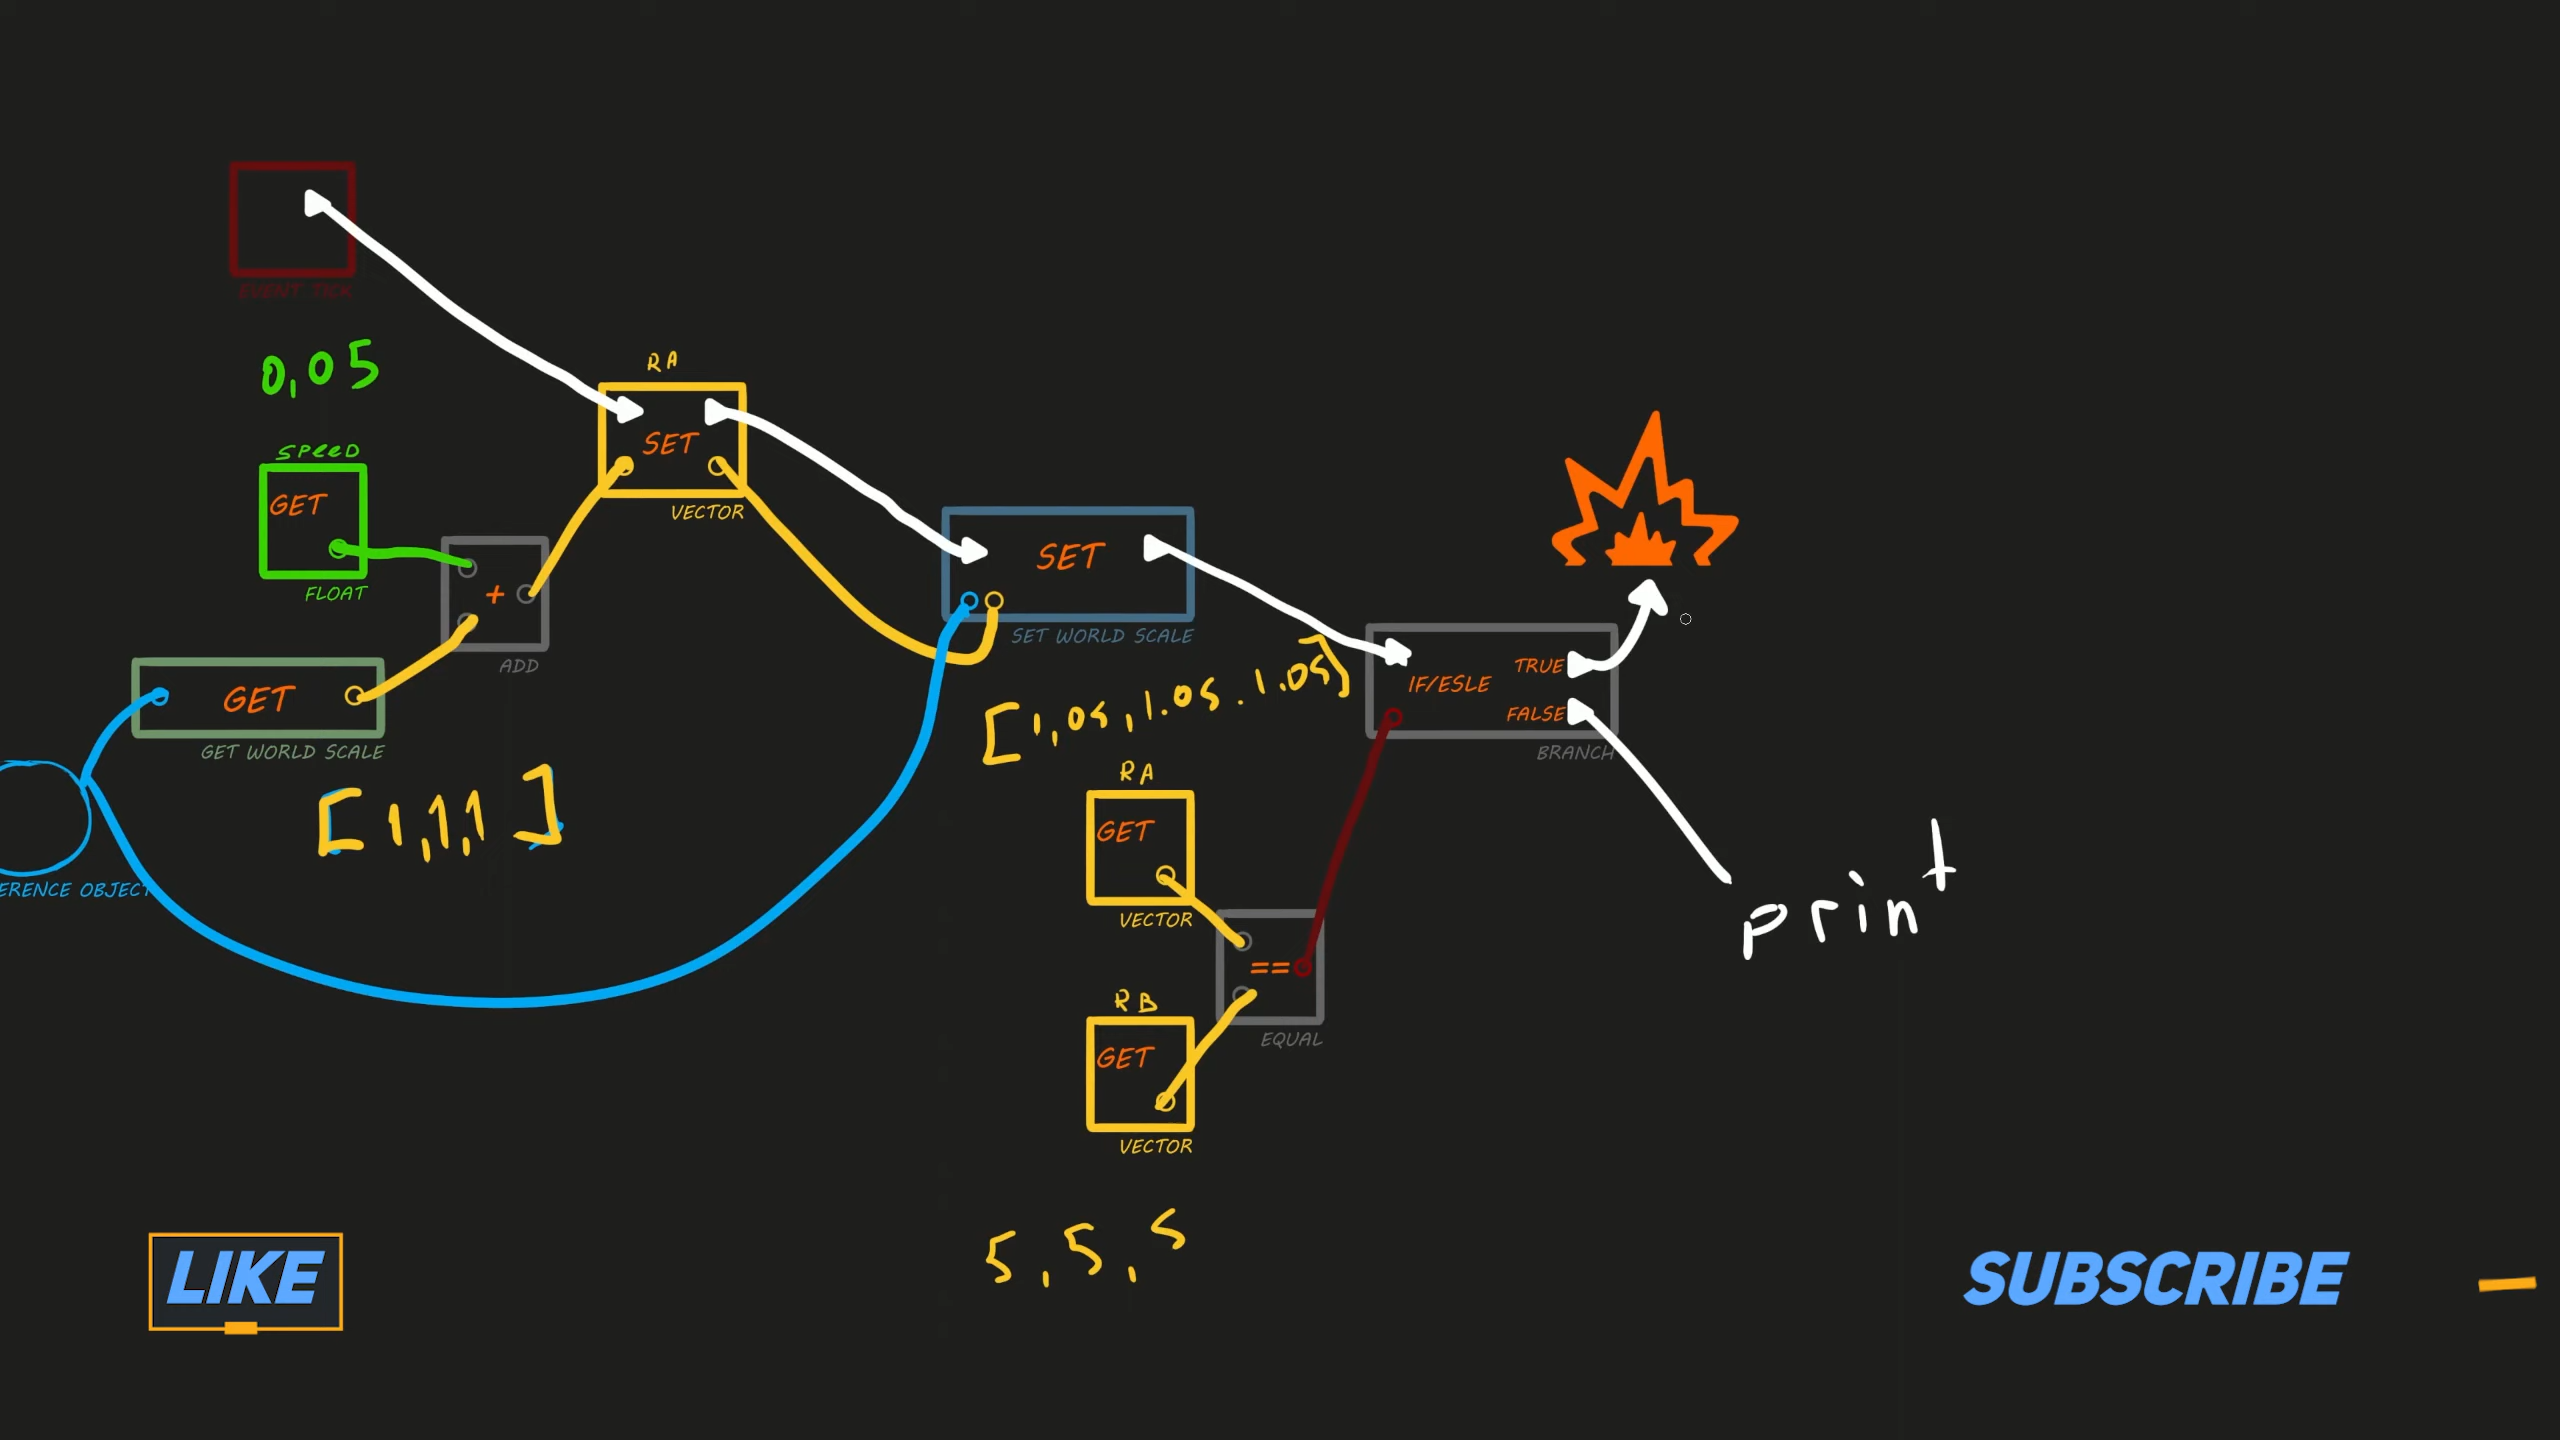 EVENT TICK
0,05
SPEED
GET
FLOAT
+
ADD
GET
GET WORLD SCALE
[1,1,1]
ERENCE OBJECT
RA
SET
VECTOR
SET
SET WORLD SCALE
[1,05,1.05.1.05]
IF/ESLE
TRUE
FALSE
BRANCH
RA
GET
VECTOR
==
EQUAL
RB
GET
VECTOR
5,5,5
print
LIKE
SUBSCRIBE